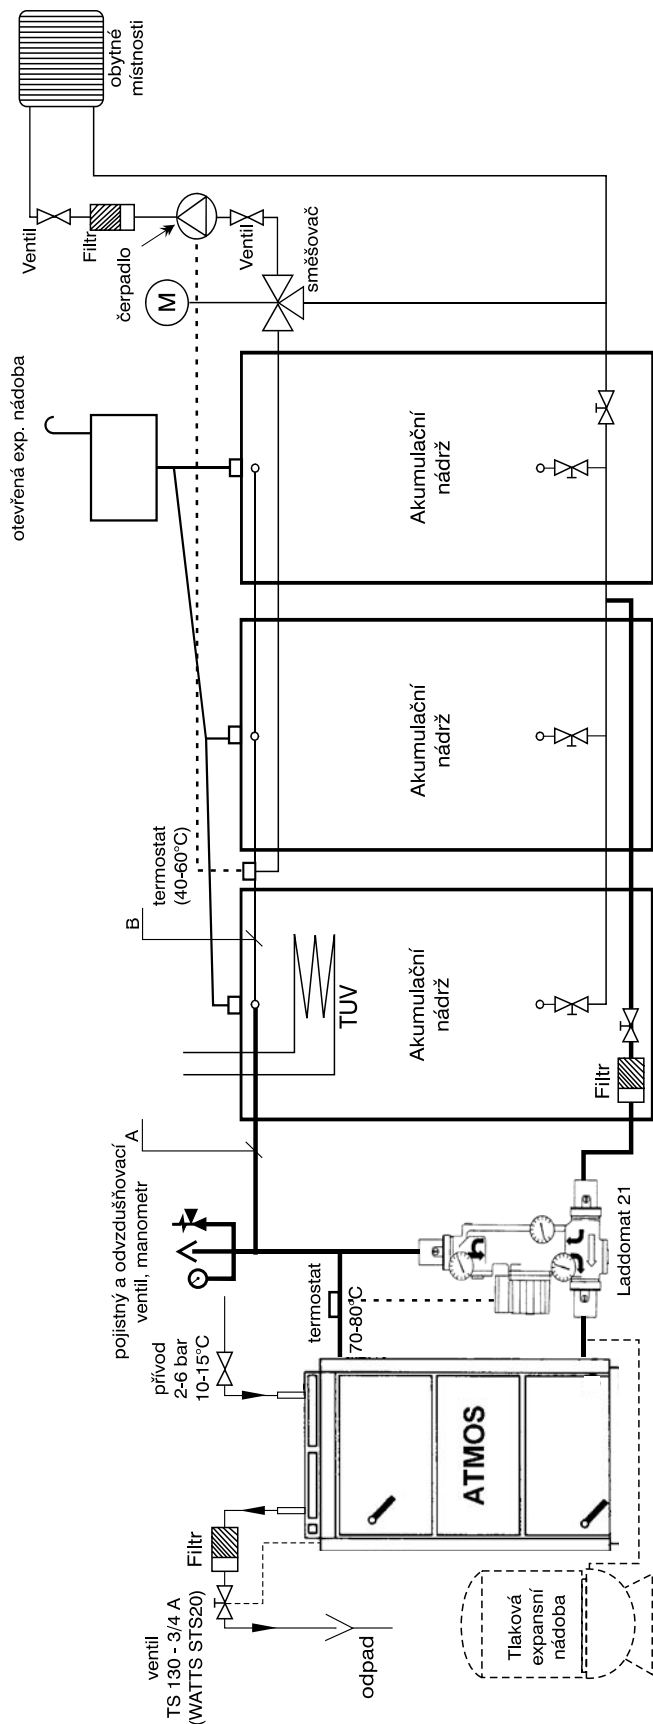 ventil
TS 130 - 3/4 A
(WATTS STS20)
Filtr
odpad
Tlaková
expansní
nádoba
přívod
2-6 bar
10-15°C
ATMOS
pojistný a odvzdušňovací
ventil, manometr
termostat
70-80°C
Laddomat 21
A
Filtr
B
TUV
Akumulační
nádrž
termostat
(40-60°C)
Akumulační
nádrž
otevřená exp. nádoba
Akumulační
nádrž
M
směšovač
čerpadlo
Ventil
Filtr
Ventil
obytné
místnosti